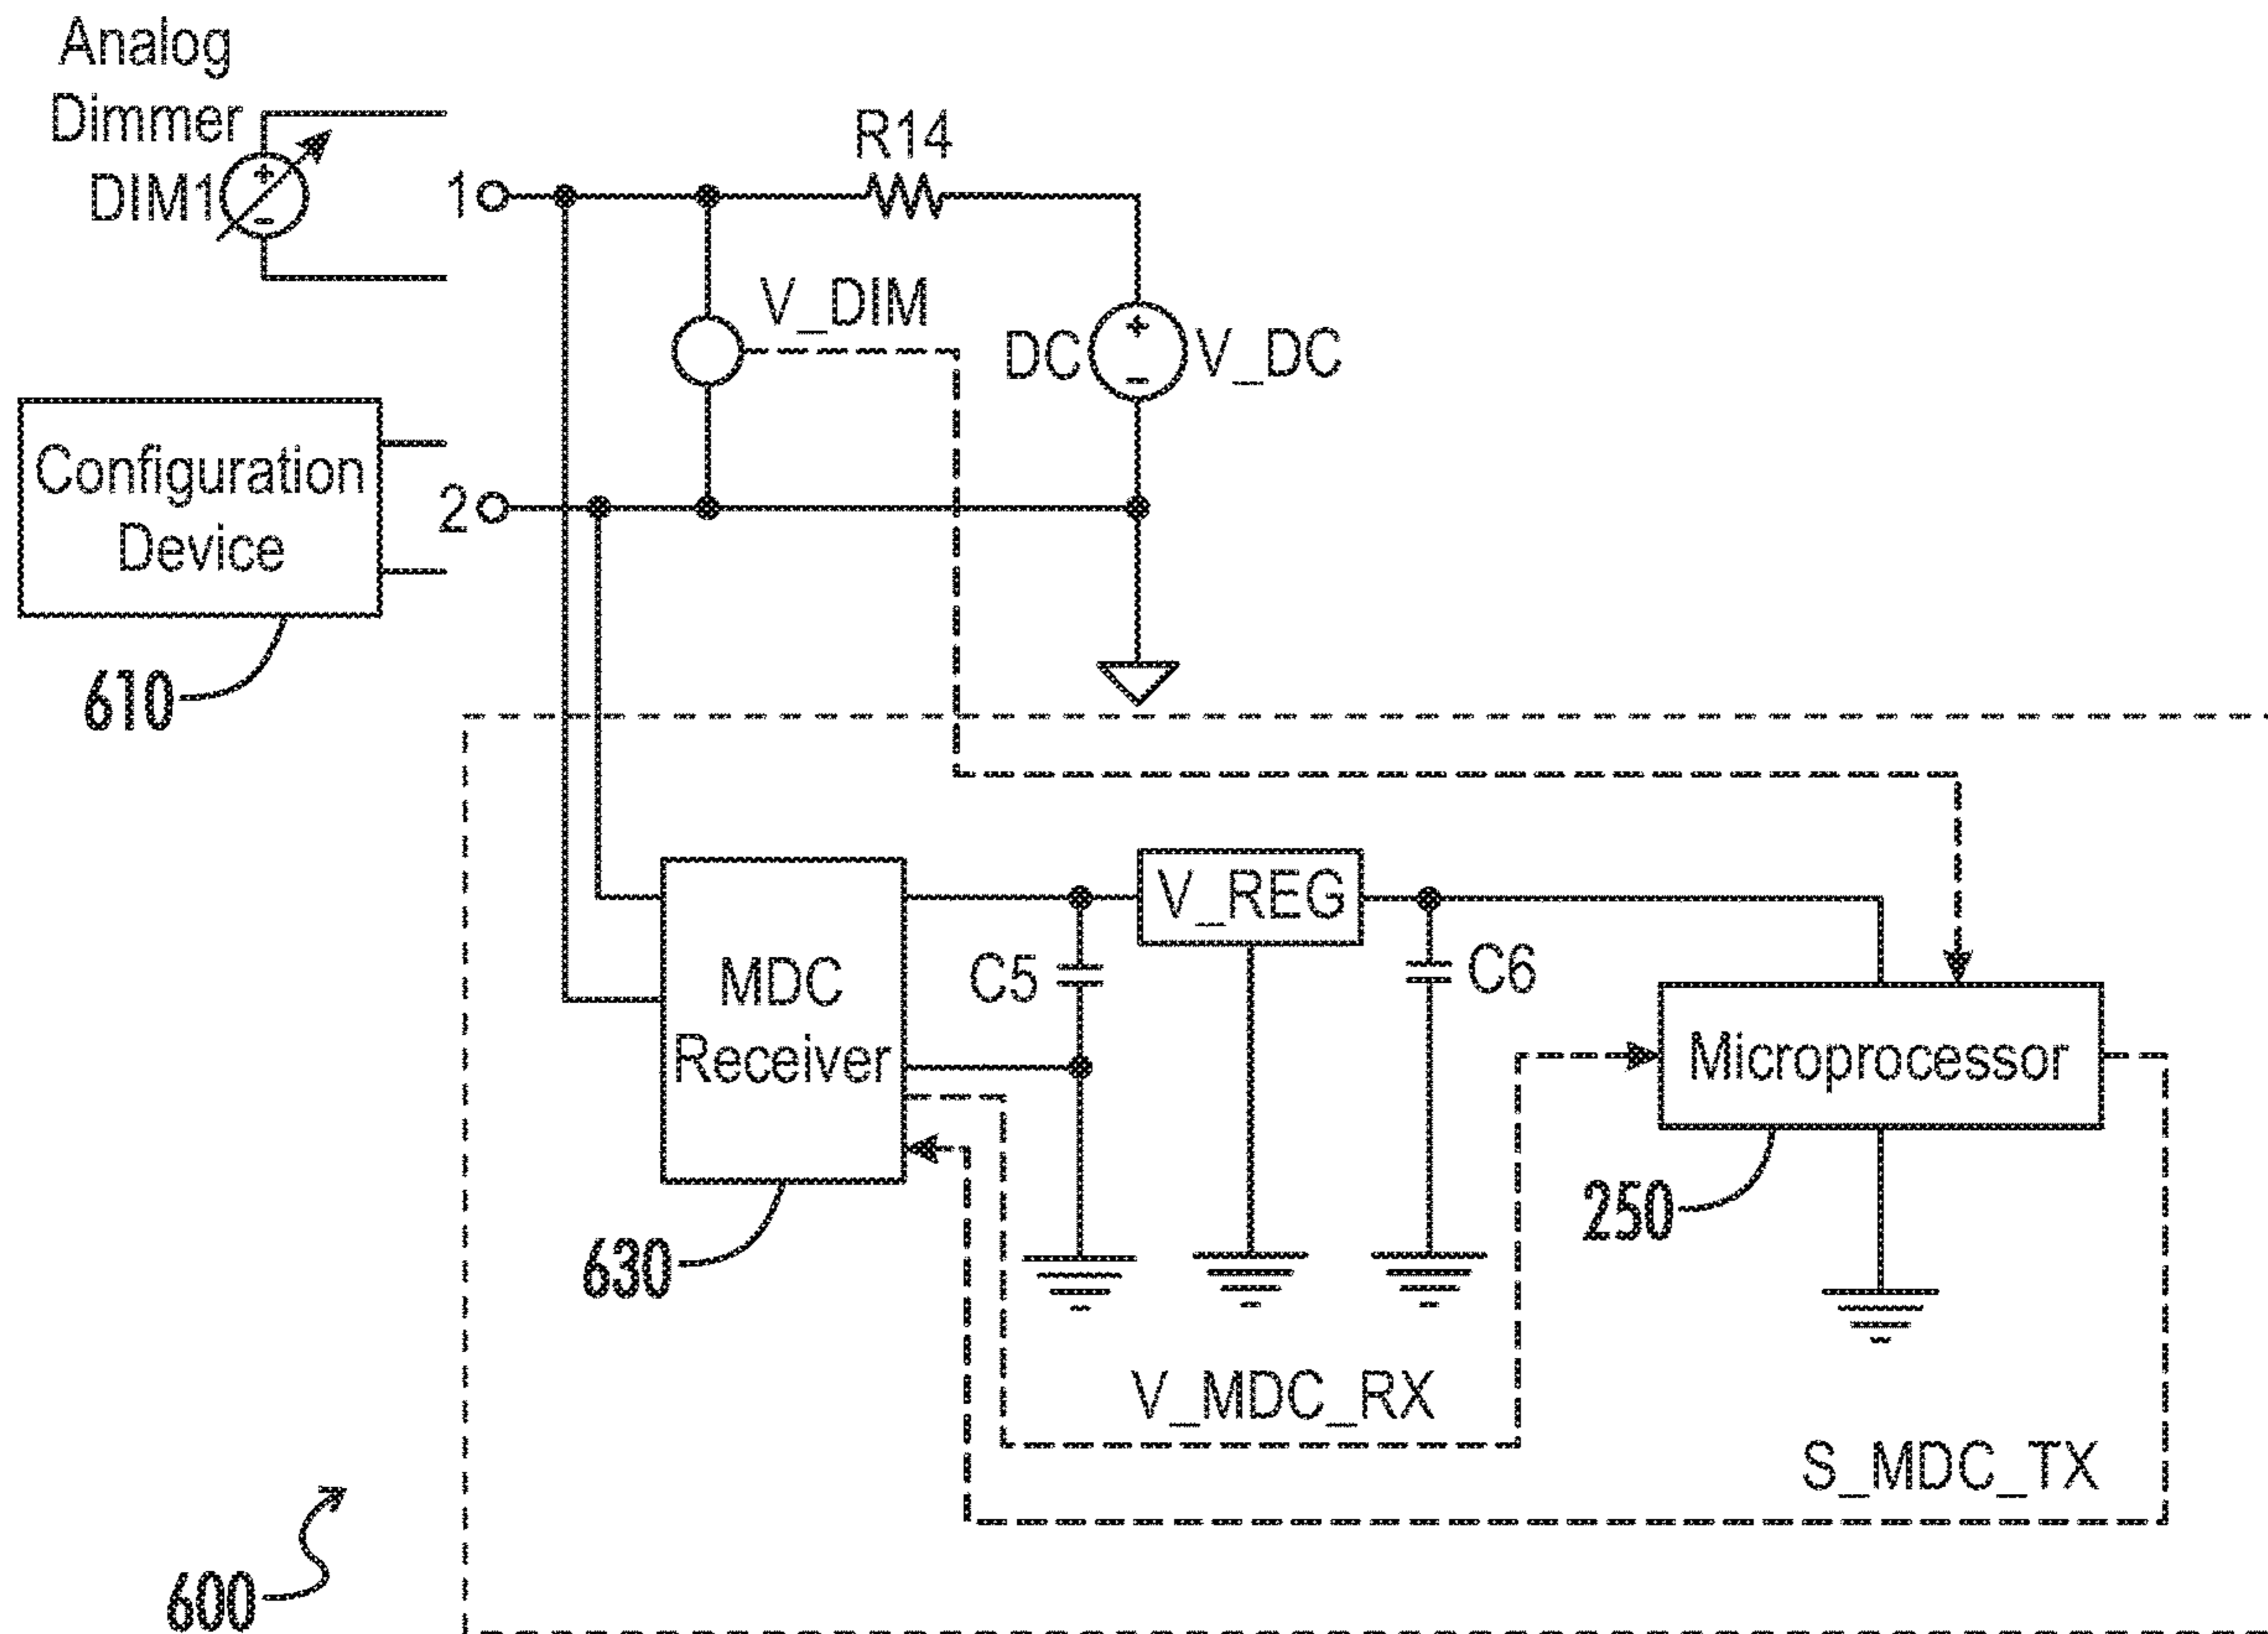 Analog
Dimmer
DIM1
+
-
1
R14
V_DIM
DC
+
-
V_DC
Configuration
Device
2
610
V_REG
C5
C6
MDC
Receiver
Microprocessor
250
630
V_MDC_RX
S_MDC_TX
600